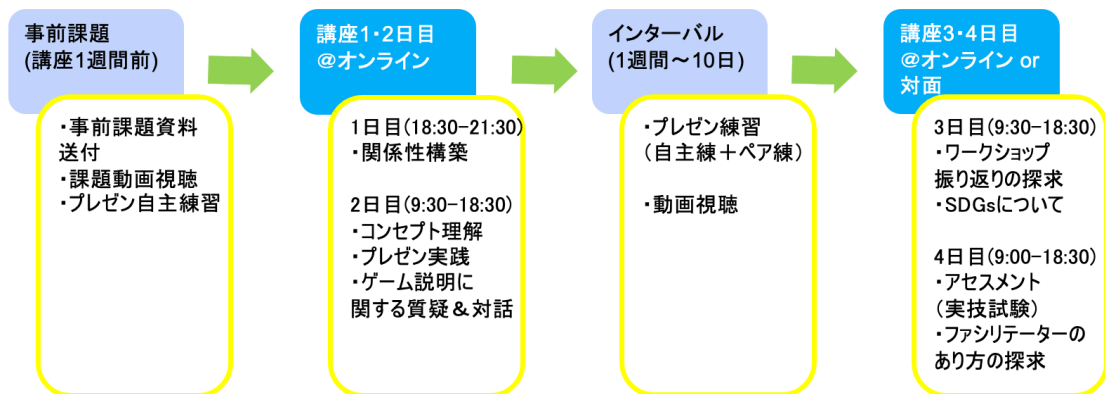 事前課題
(講座1週間前)
・事前課題資料
送付
・課題動画視聴
・プレゼン自主練習
講座1・2日目
@オンライン
1日目(18:30-21:30)
・関係性構築
2日目(9:30-18:30)
・コンセプト理解
・プレゼン実践
・ゲーム説明に
関する質疑＆対話
インターバル
(1週間～10日)
・プレゼン練習
（自主練＋ペア練）
・動画視聴
講座3・4日目
@オンライン or
対面
3日目(9:30-18:30)
・ワークショップ
振り返りの探求
・SDGsについて
4日目(9:00-18:30)
・アセスメント
（実技試験）
・ファシリテーターの
あり方の探求